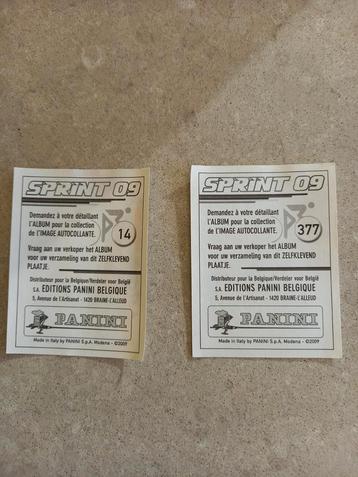 SPRINT 09
Demandez à votre détaillant
l'ALBUM pour la collection
de l'IMAGE AUTOCOLLANTE.
14
Vraag aan uw verkoper het ALBUM
voor uw verzameling van dit ZELFKLEVEND
PLAATJE.
Distributeur pour la Belgique/Verdeler voor België
S.A. EDITIONS PANINI BELGIQUE
5, Avenue de l'Artisanat - 1420 BRAINE-L'ALLEUD
PANINI
Made in Italy by PANINI S.p.A. Modena - ©2009
SPRINT 09
Demandez à votre détaillant
l'ALBUM pour la collection
de l'IMAGE AUTOCOLLANTE.
377
Vraag aan uw verkoper het ALBUM
voor uw verzameling van dit ZELFKLEVEND
PLAATJE.
Distributeur pour la Belgique/Verdeler voor België
S.A. EDITIONS PANINI BELGIQUE
5, Avenue de l'Artisanat - 1420 BRAINE-L'ALLEUD
PANINI
Made in Italy by PANINI S.p.A. Modena - ©2009